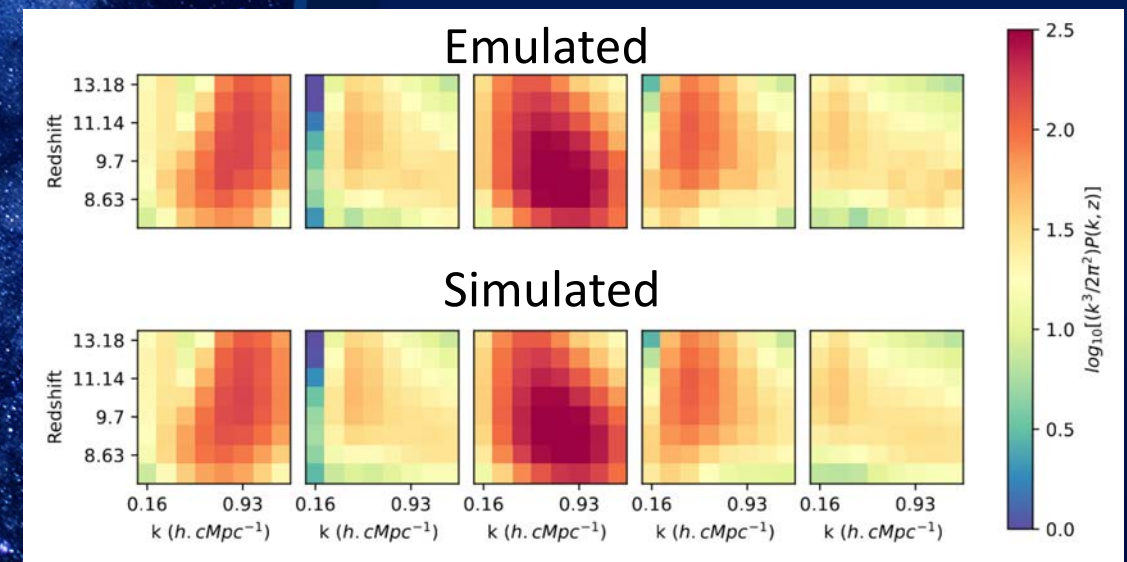 Emulated
13.18
11.14
9.7
8.63
Redshift
Simulated
13.18
11.14
9.7
8.63
Redshift
0.16 0.93 0.16 0.93 0.16 0.93 0.16 0.93 0.16 0.93
k (h. cMpc⁻¹) k (h. cMpc⁻¹) k (h. cMpc⁻¹) k (h. cMpc⁻¹) k (h. cMpc⁻¹)
2.5
2.0
1.5
1.0
0.5
0.0
log₁₀[(k³/2π²)P(k, z)]